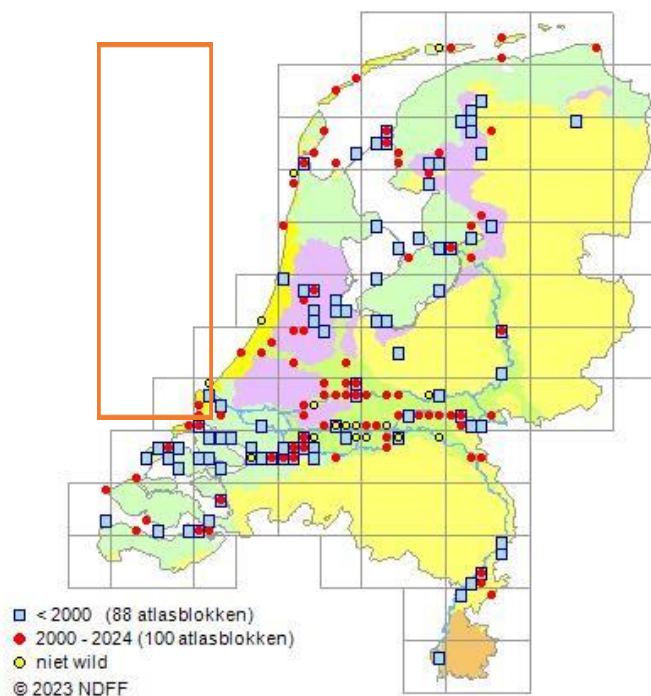 < 2000 (88 atlasblokken)
2000 - 2024 (100 atlasblokken)
niet wild
© 2023 NDFF